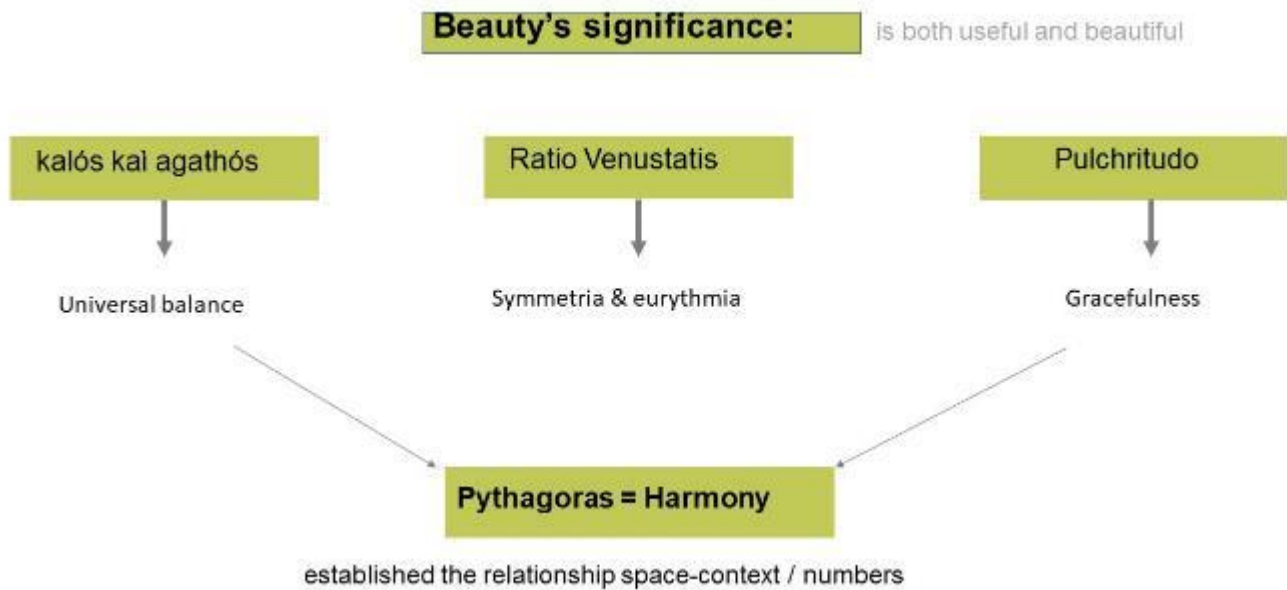 Beauty's significance:
is both useful and beautiful
kalós kaì agathós
Ratio Venustatis
Pulchritudo
Universal balance
Symmetria & eurythmia
Gracefulness
Pythagoras = Harmony
established the relationship space-context / numbers